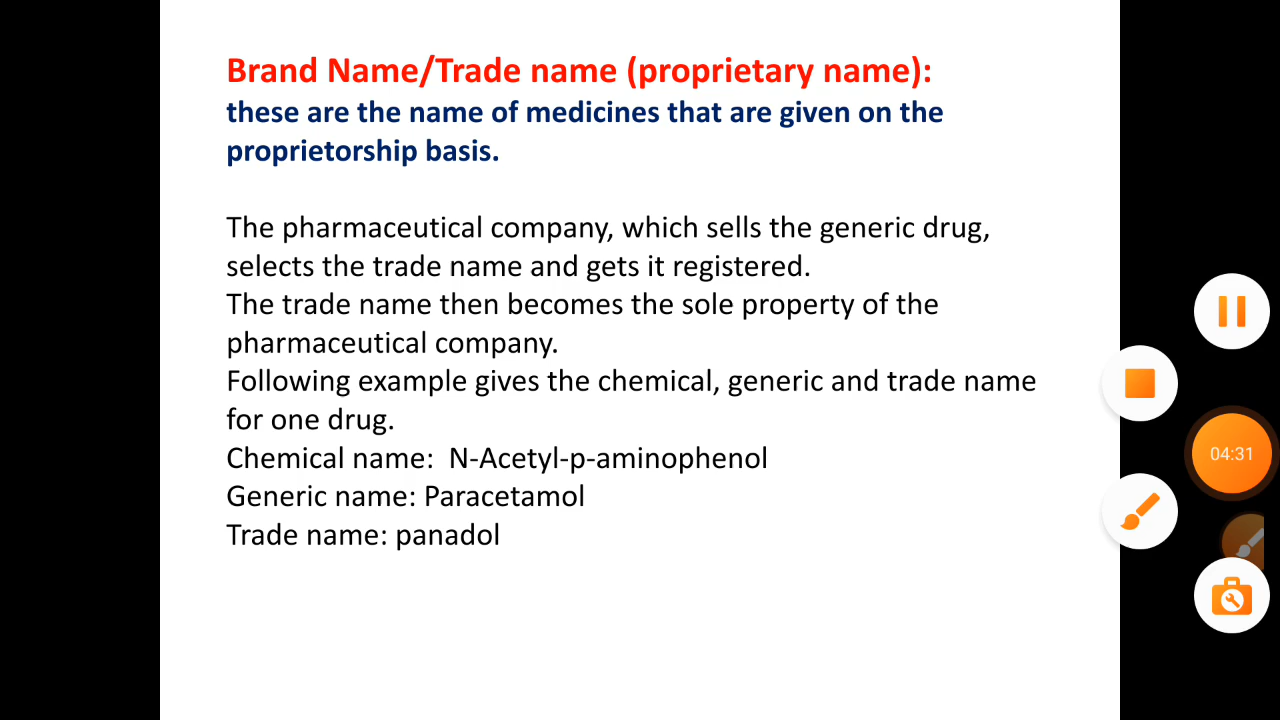 Brand Name/Trade name (proprietary name):
these are the name of medicines that are given on the
proprietorship basis.
The pharmaceutical company, which sells the generic drug,
selects the trade name and gets it registered.
The trade name then becomes the sole property of the
pharmaceutical company.
Following example gives the chemical, generic and trade name
for one drug.
Chemical name:  N-Acetyl-p-aminophenol
Generic name: Paracetamol
Trade name: panadol
04:31